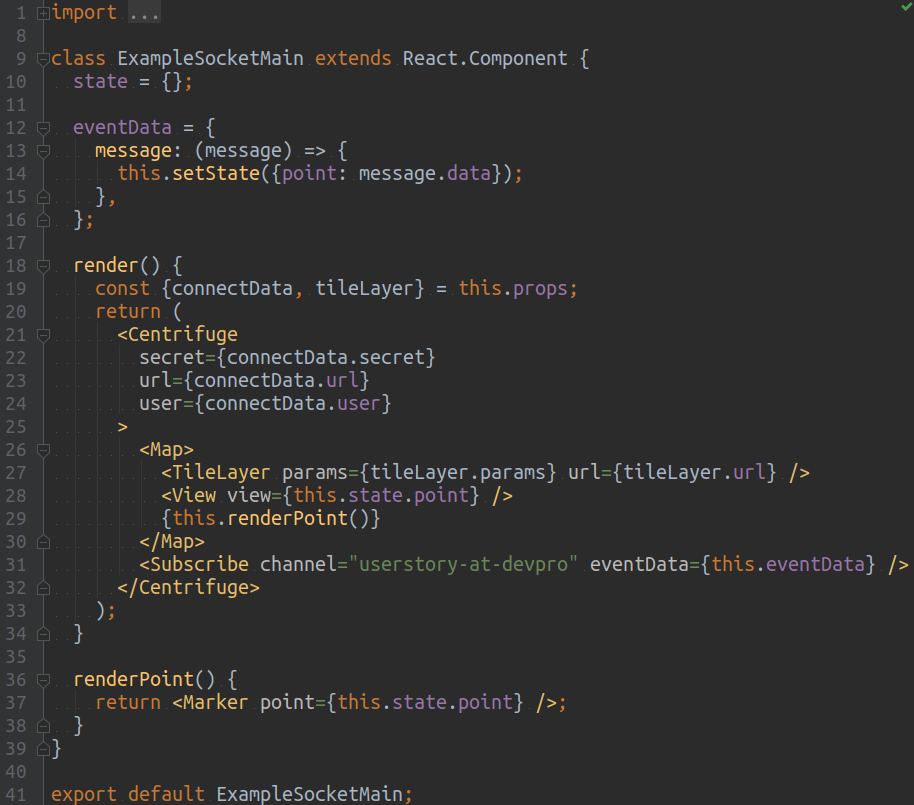 1 import ...
8
9 class ExampleSocketMain extends React.Component {
10 state = {};
11
12 eventData = {
13 message: (message) => {
14 this.setState({point: message.data});
15 },
16 };
17
18 render() {
19 const {connectData, tileLayer} = this.props;
20 return (
21 <Centrifuge
22 secret={connectData.secret}
23 url={connectData.url}
24 user={connectData.user}
25 >
26 <Map>
27 <TileLayer params={tileLayer.params} url={tileLayer.url} />
28 <View view={this.state.point} />
29 {this.renderPoint()}
30 </Map>
31 <Subscribe channel="userstory-at-devpro" eventData={this.eventData} />
32 </Centrifuge>
33 );
34 }
35
36 renderPoint() {
37 return <Marker point={this.state.point} />;
38 }
39 }
40
41 export default ExampleSocketMain;